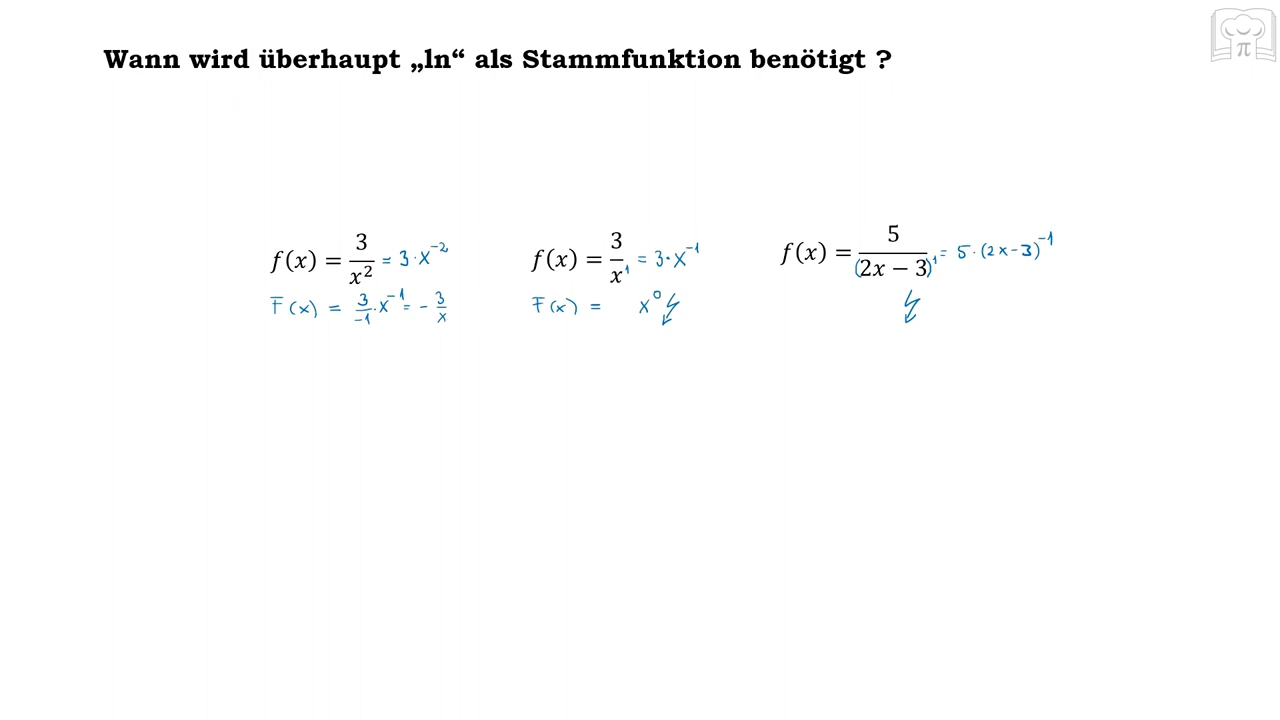 Wann wird überhaupt „ln“ als Stammfunktion benötigt ?
f(x) = 3/x² = 3·x⁻²
F(x) = 3/-1·x⁻¹ = - 3/x
f(x) = 3/x¹ = 3·x⁻¹
F(x) = x⁰
f(x) = 5/(2x − 3)¹ = 5·(2x−3)⁻¹
π